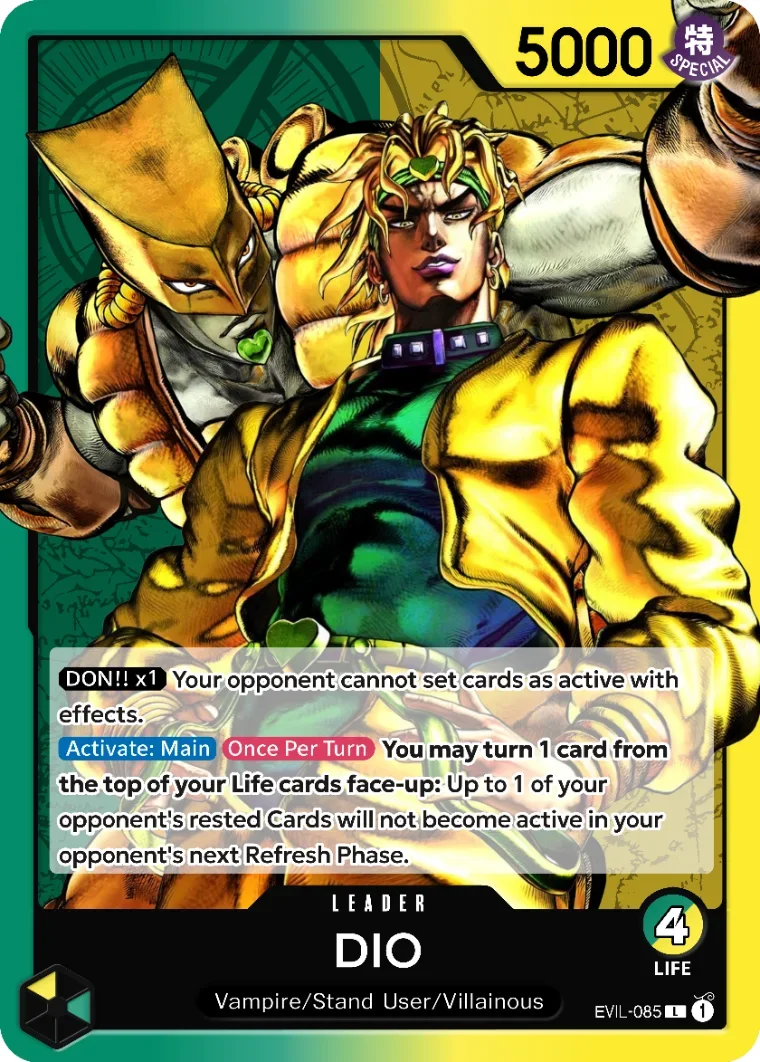 5000
特
SPECIAL
DON!! x1 Your opponent cannot set cards as active with
effects.
Activate: Main Once Per Turn You may turn 1 card from
the top of your Life cards face-up: Up to 1 of your
opponent's rested Cards will not become active in your
opponent's next Refresh Phase.
LEADER
DIO
4
LIFE
Vampire/Stand User/Villainous
EVIL-085 L 1